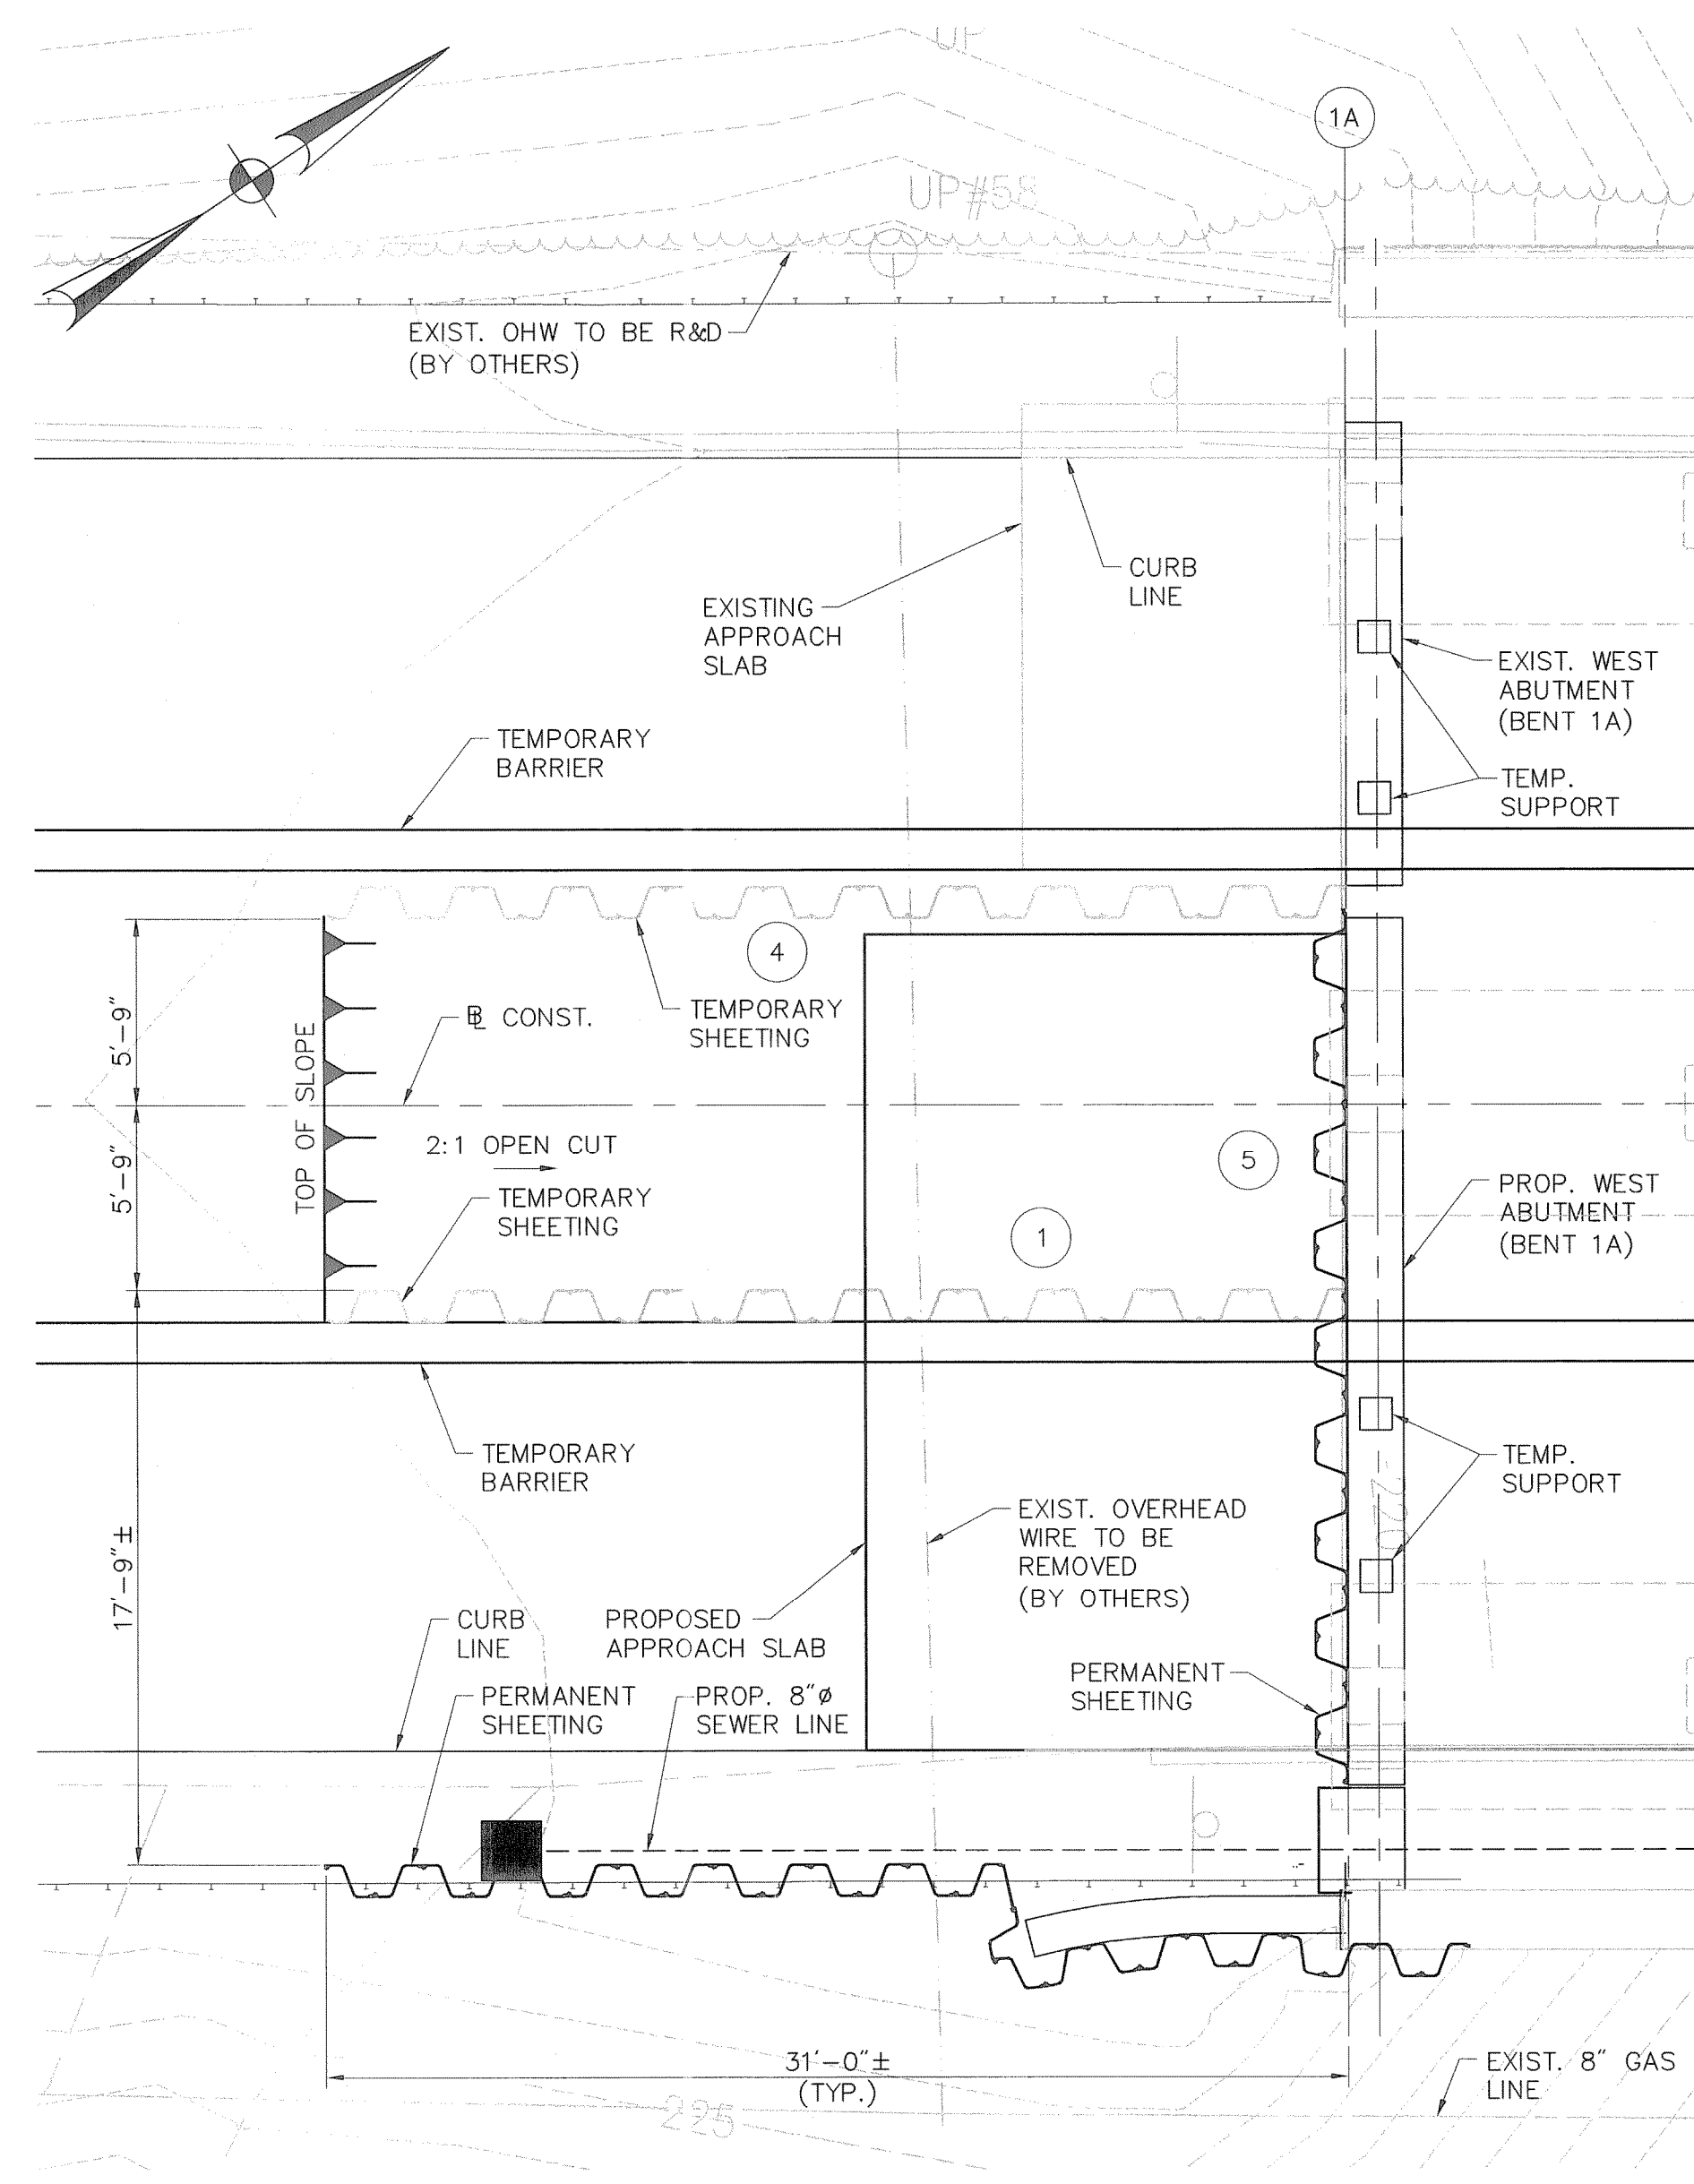 UP
1A
UP#58
EXIST. OHW TO BE R&D
(BY OTHERS)
CURB
LINE
EXISTING
APPROACH
SLAB
EXIST. WEST
ABUTMENT
(BENT 1A)
TEMPORARY
BARRIER
TEMP.
SUPPORT
4
TEMPORARY
SHEETING
5'-9"
℄ CONST.
TOP OF SLOPE
2:1 OPEN CUT
5
5'-9"
TEMPORARY
SHEETING
1
PROP. WEST
ABUTMENT
(BENT 1A)
TEMPORARY
BARRIER
TEMP.
SUPPORT
EXIST. OVERHEAD
WIRE TO BE
REMOVED
(BY OTHERS)
17'-9"±
CURB
LINE
PROPOSED
APPROACH SLAB
PERMANENT
SHEETING
PERMANENT
SHEETING
PROP. 8"ø
SEWER LINE
220
31'-0"±
(TYP.)
EXIST. 8" GAS
LINE
225